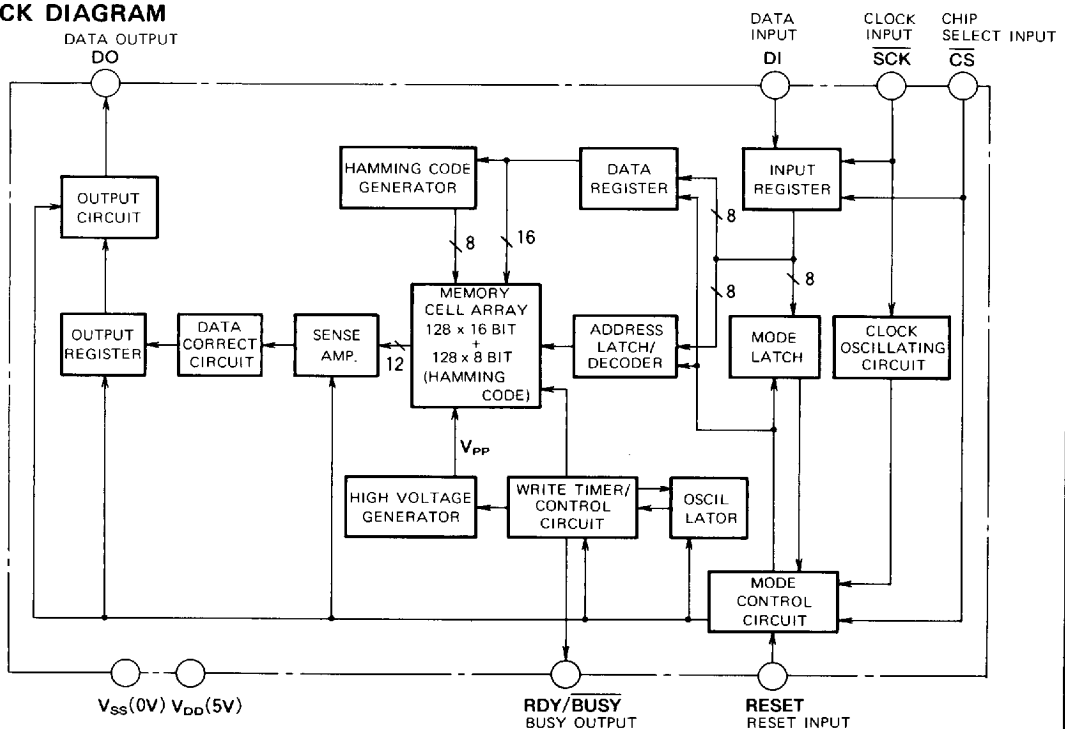 CK DIAGRAM
DATA OUTPUT
DO
DATA
INPUT
DI
CLOCK
INPUT
SCK
CHIP
SELECT INPUT
CS
HAMMING CODE
GENERATOR
DATA
REGISTER
INPUT
REGISTER
OUTPUT
CIRCUIT
8
16
8
8
8
MEMORY
CELL ARRAY
128 x 16 BIT
+
128 x 8 BIT
(HAMMING
CODE)
OUTPUT
REGISTER
DATA
CORRECT
CIRCUIT
SENSE
AMP.
12
ADDRESS
LATCH/
DECODER
MODE
LATCH
CLOCK
OSCILLATING
CIRCUIT
VPP
HIGH VOLTAGE
GENERATOR
WRITE TIMER/
CONTROL
CIRCUIT
OSCIL
LATOR
MODE
CONTROL
CIRCUIT
VSS(0V) VDD(5V)
RDY/BUSY
BUSY OUTPUT
RESET
RESET INPUT